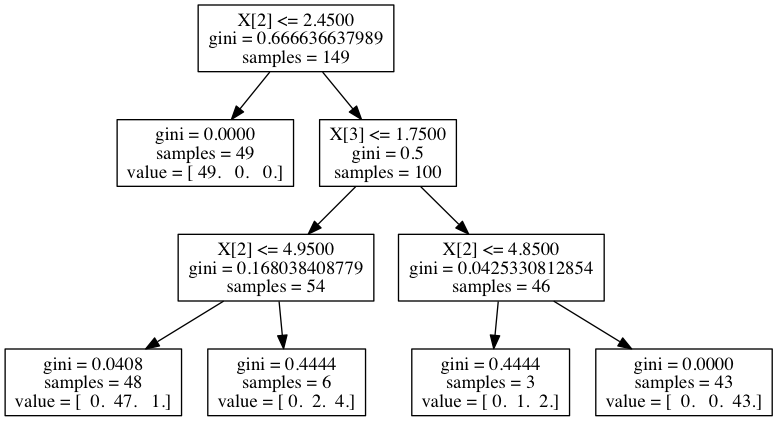 X[2] <= 2.4500
gini = 0.666636637989
samples = 149
gini = 0.0000
samples = 49
value = [ 49. 0. 0.]
X[3] <= 1.7500
gini = 0.5
samples = 100
X[2] <= 4.9500
gini = 0.168038408779
samples = 54
X[2] <= 4.8500
gini = 0.0425330812854
samples = 46
gini = 0.0408
samples = 48
value = [ 0. 47. 1.]
gini = 0.4444
samples = 6
value = [ 0. 2. 4.]
gini = 0.4444
samples = 3
value = [ 0. 1. 2.]
gini = 0.0000
samples = 43
value = [ 0. 0. 43.]